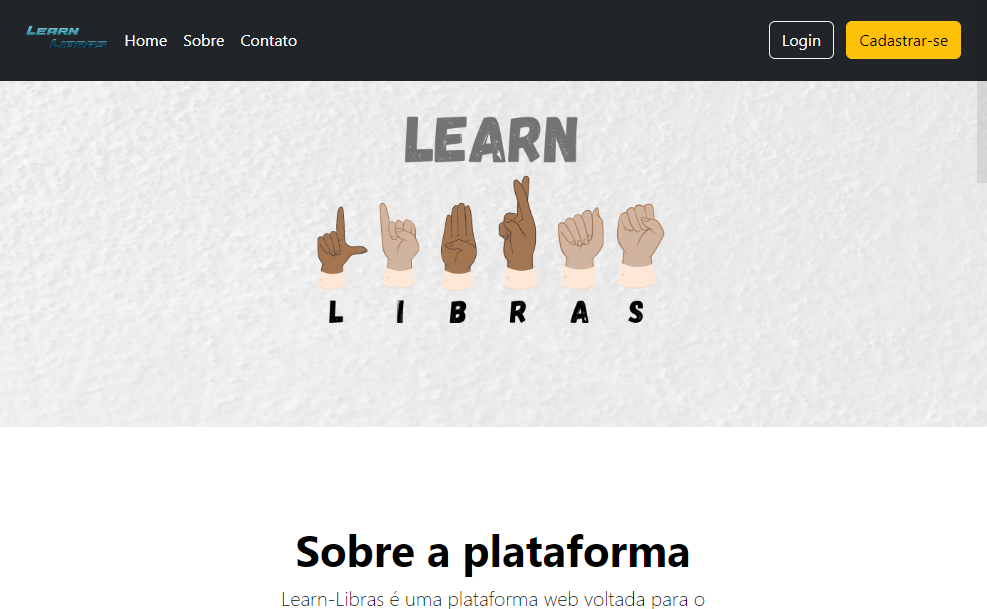 LEARN
LIBRAS
Home Sobre Contato
Login
Cadastrar-se
LEARN
L I B R A S
Sobre a plataforma
Learn-Libras é uma plataforma web voltada para o